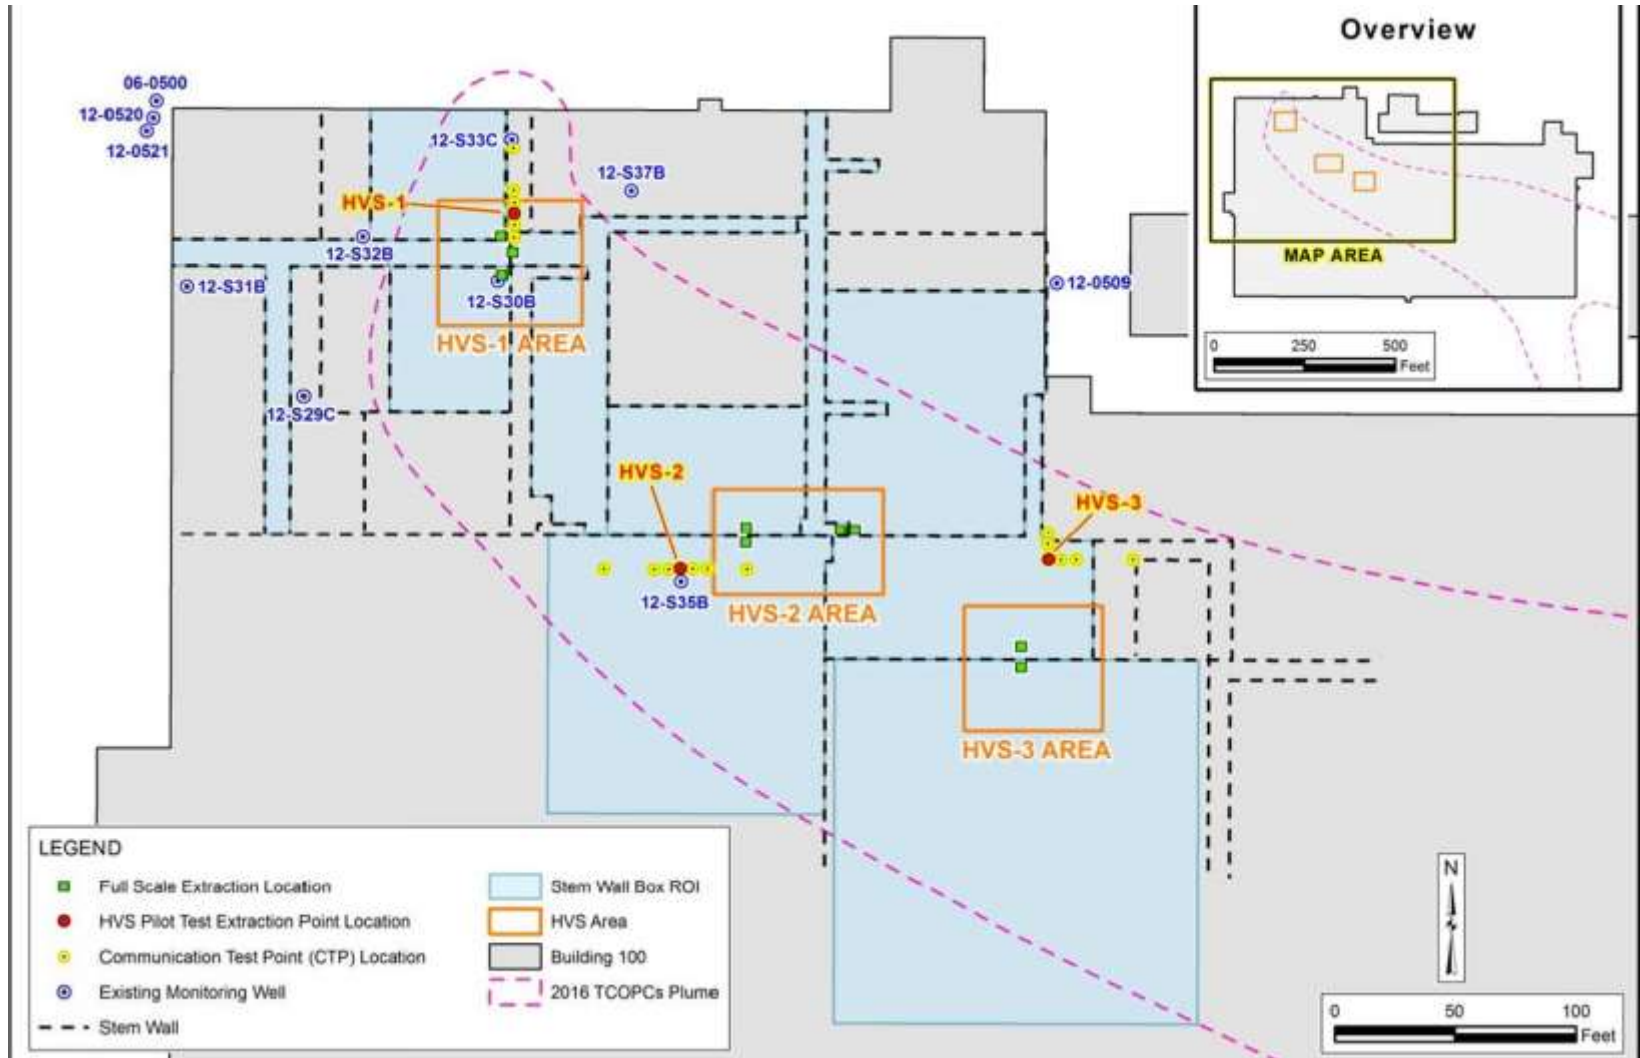 Overview
MAP AREA
0 250 500
Feet
06-0500
12-0520
12-0521
12-S33C
12-S37B
HVS-1
12-S32B
12-S31B
12-S30B
12-0509
HVS-1 AREA
12-S29C
HVS-2
HVS-3
12-S35B
HVS-2 AREA
HVS-3 AREA
LEGEND
Full Scale Extraction Location
HVS Pilot Test Extraction Point Location
Communication Test Point (CTP) Location
Existing Monitoring Well
Stem Wall
Stem Wall Box ROI
HVS Area
Building 100
2016 TCOPCs Plume
N
0 50 100
Feet